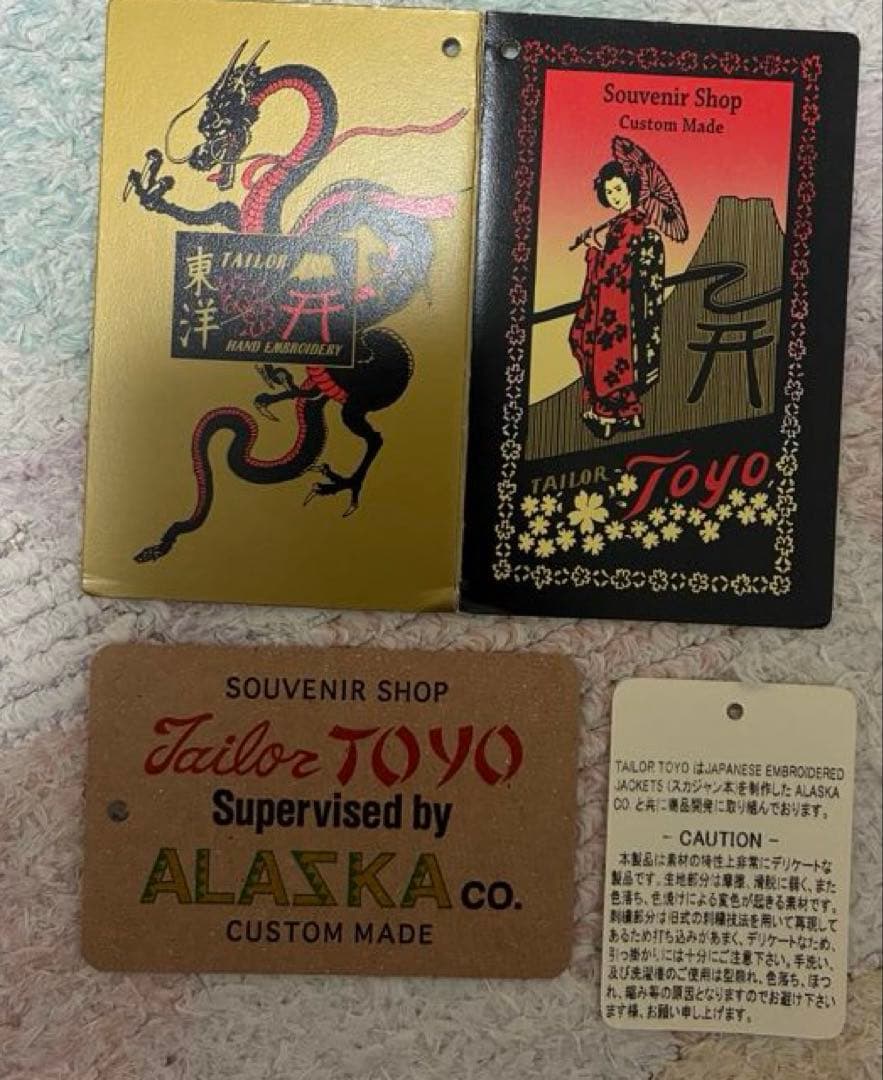 東洋
TAILOR
HAND EMBROIDERY
Souvenir Shop
Custom Made
TAILOR Toyo
SOUVENIR SHOP
Tailor TOYO
Supervised by
ALASKA CO.
CUSTOM MADE
TAILOR TOYO はJAPANESE EMBROIDERED
JACKETS (スカジャン本)を制作した ALASKA
CO. と共に商品開発に取り組んでおります。
- CAUTION -
本製品は素材の特性上非常にデリケートな
製品です。生地部分は摩擦、滑脱に弱く、また
色落ち、色焼けによる変色が起きる素材です。
刺繍部分は旧式の刺繍技法を用いて再現して
あるため打ち込みがあまく、デリケートなため、
引っ掛かりには十分にご注意下さい。手洗い、
及び洗濯機のご使用は型崩れ、色落ち、ほつ
れ、縮み等の原因となりますのでお避け下さい
ます様、お願い申し上げます。